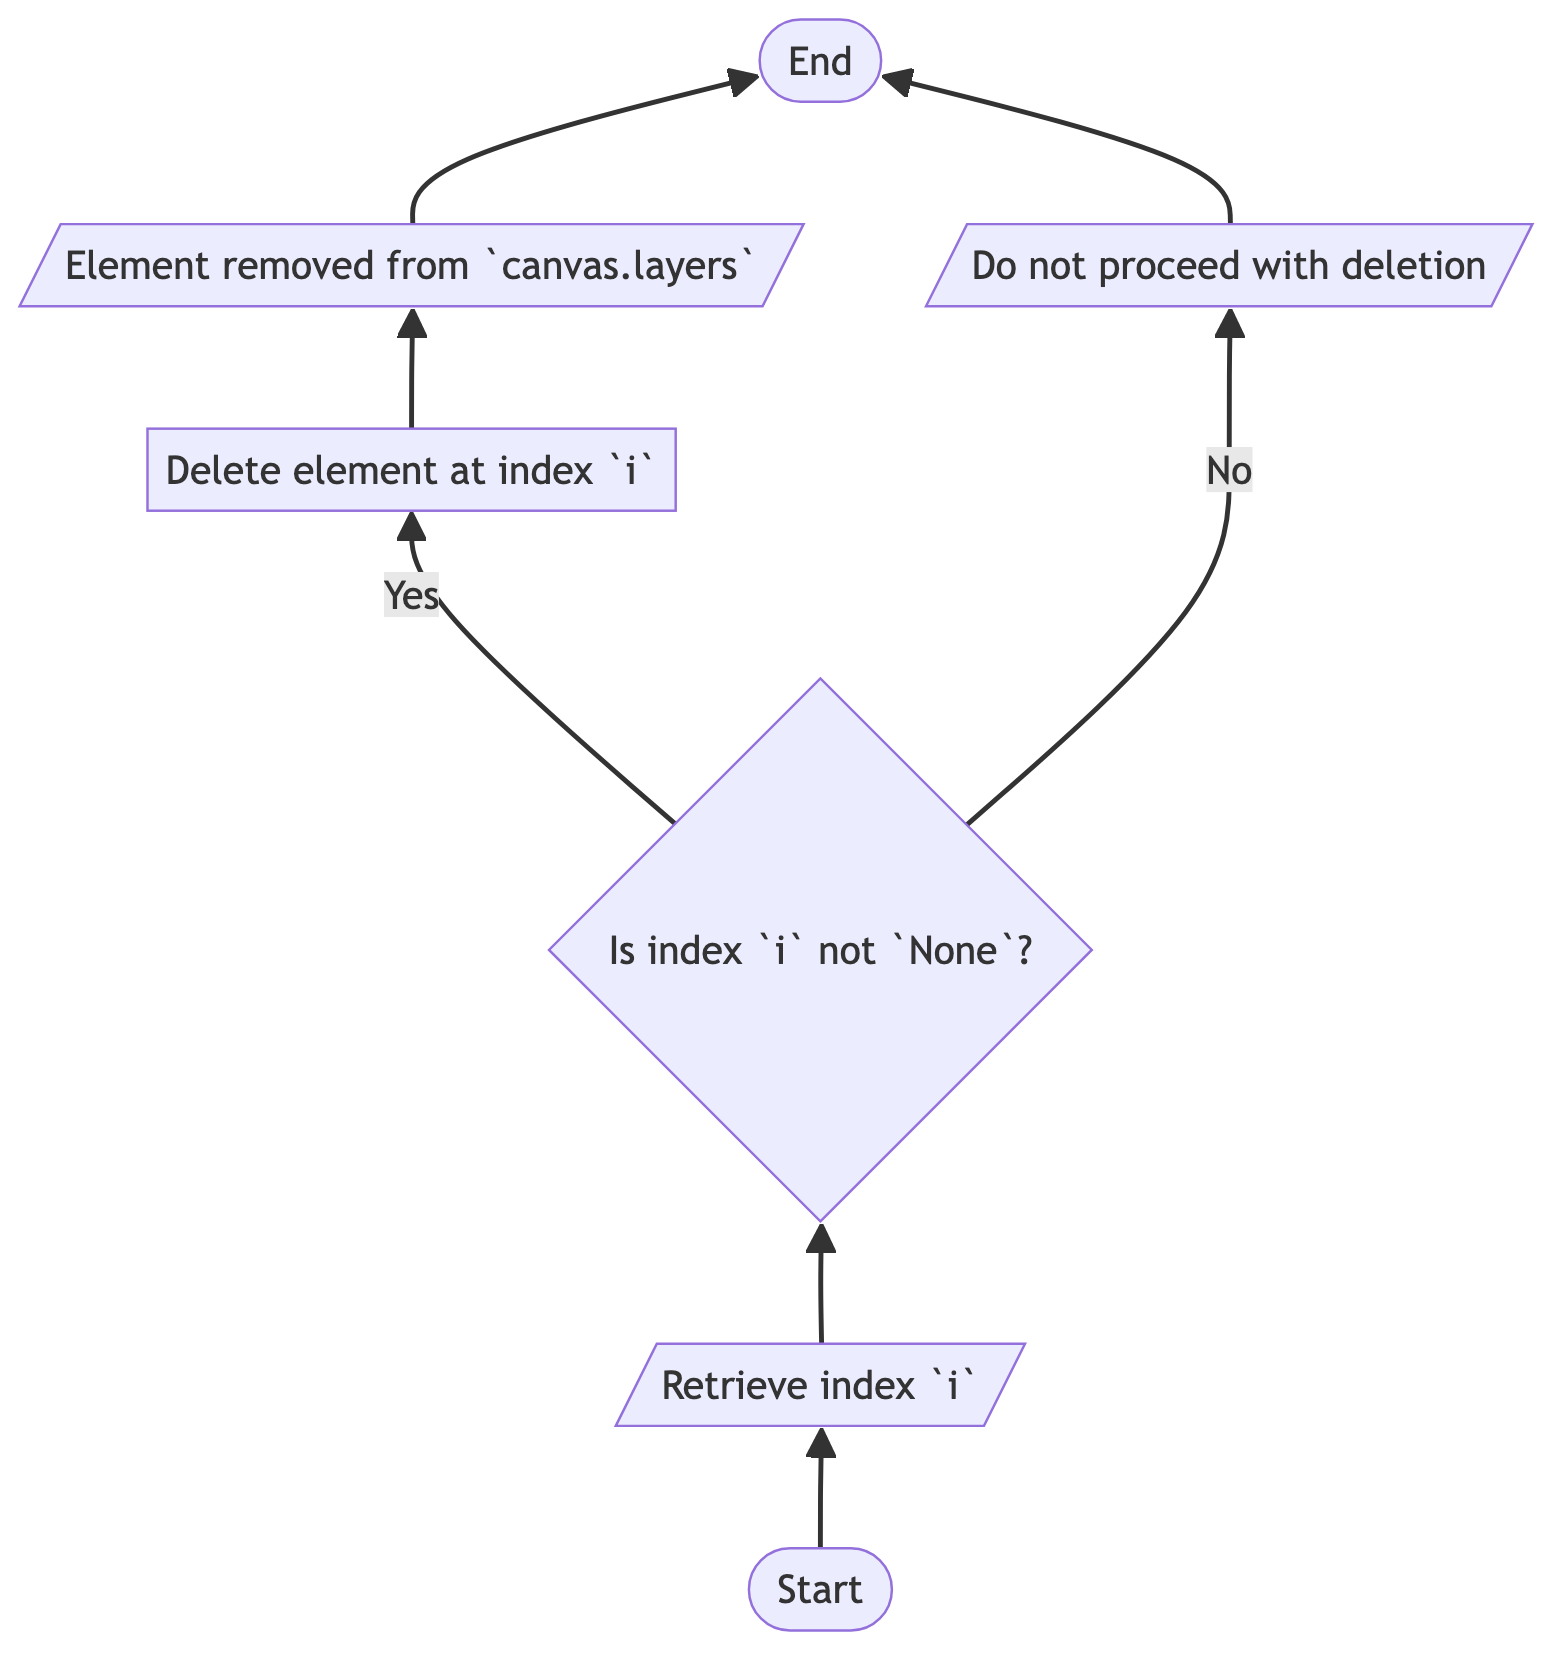 End
Element removed from `canvas.layers`
Do not proceed with deletion
Delete element at index `i`
No
Yes
Is index `i` not `None`?
Retrieve index `i`
Start